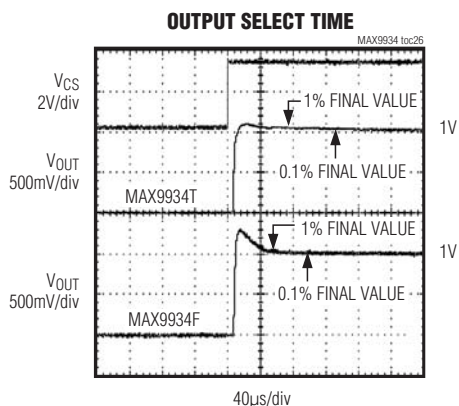 OUTPUT SELECT TIME
MAX9934 toc26
VCS
2V/div
1% FINAL VALUE
1V
VOUT
500mV/div
0.1% FINAL VALUE
MAX9934T
1% FINAL VALUE
1V
VOUT
500mV/div
0.1% FINAL VALUE
MAX9934F
40µs/div